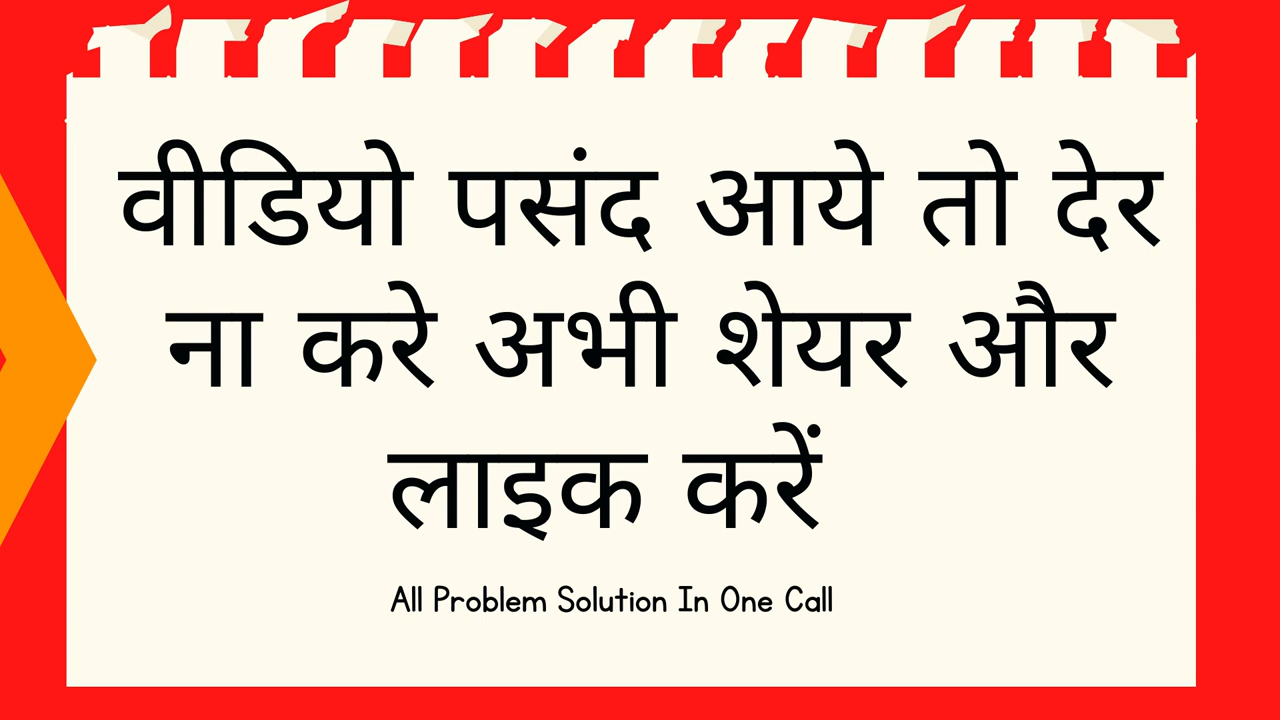 वीडियो पसंद आये तो देर
ना करे अभी शेयर और
लाइक करें
All Problem Solution In One Call